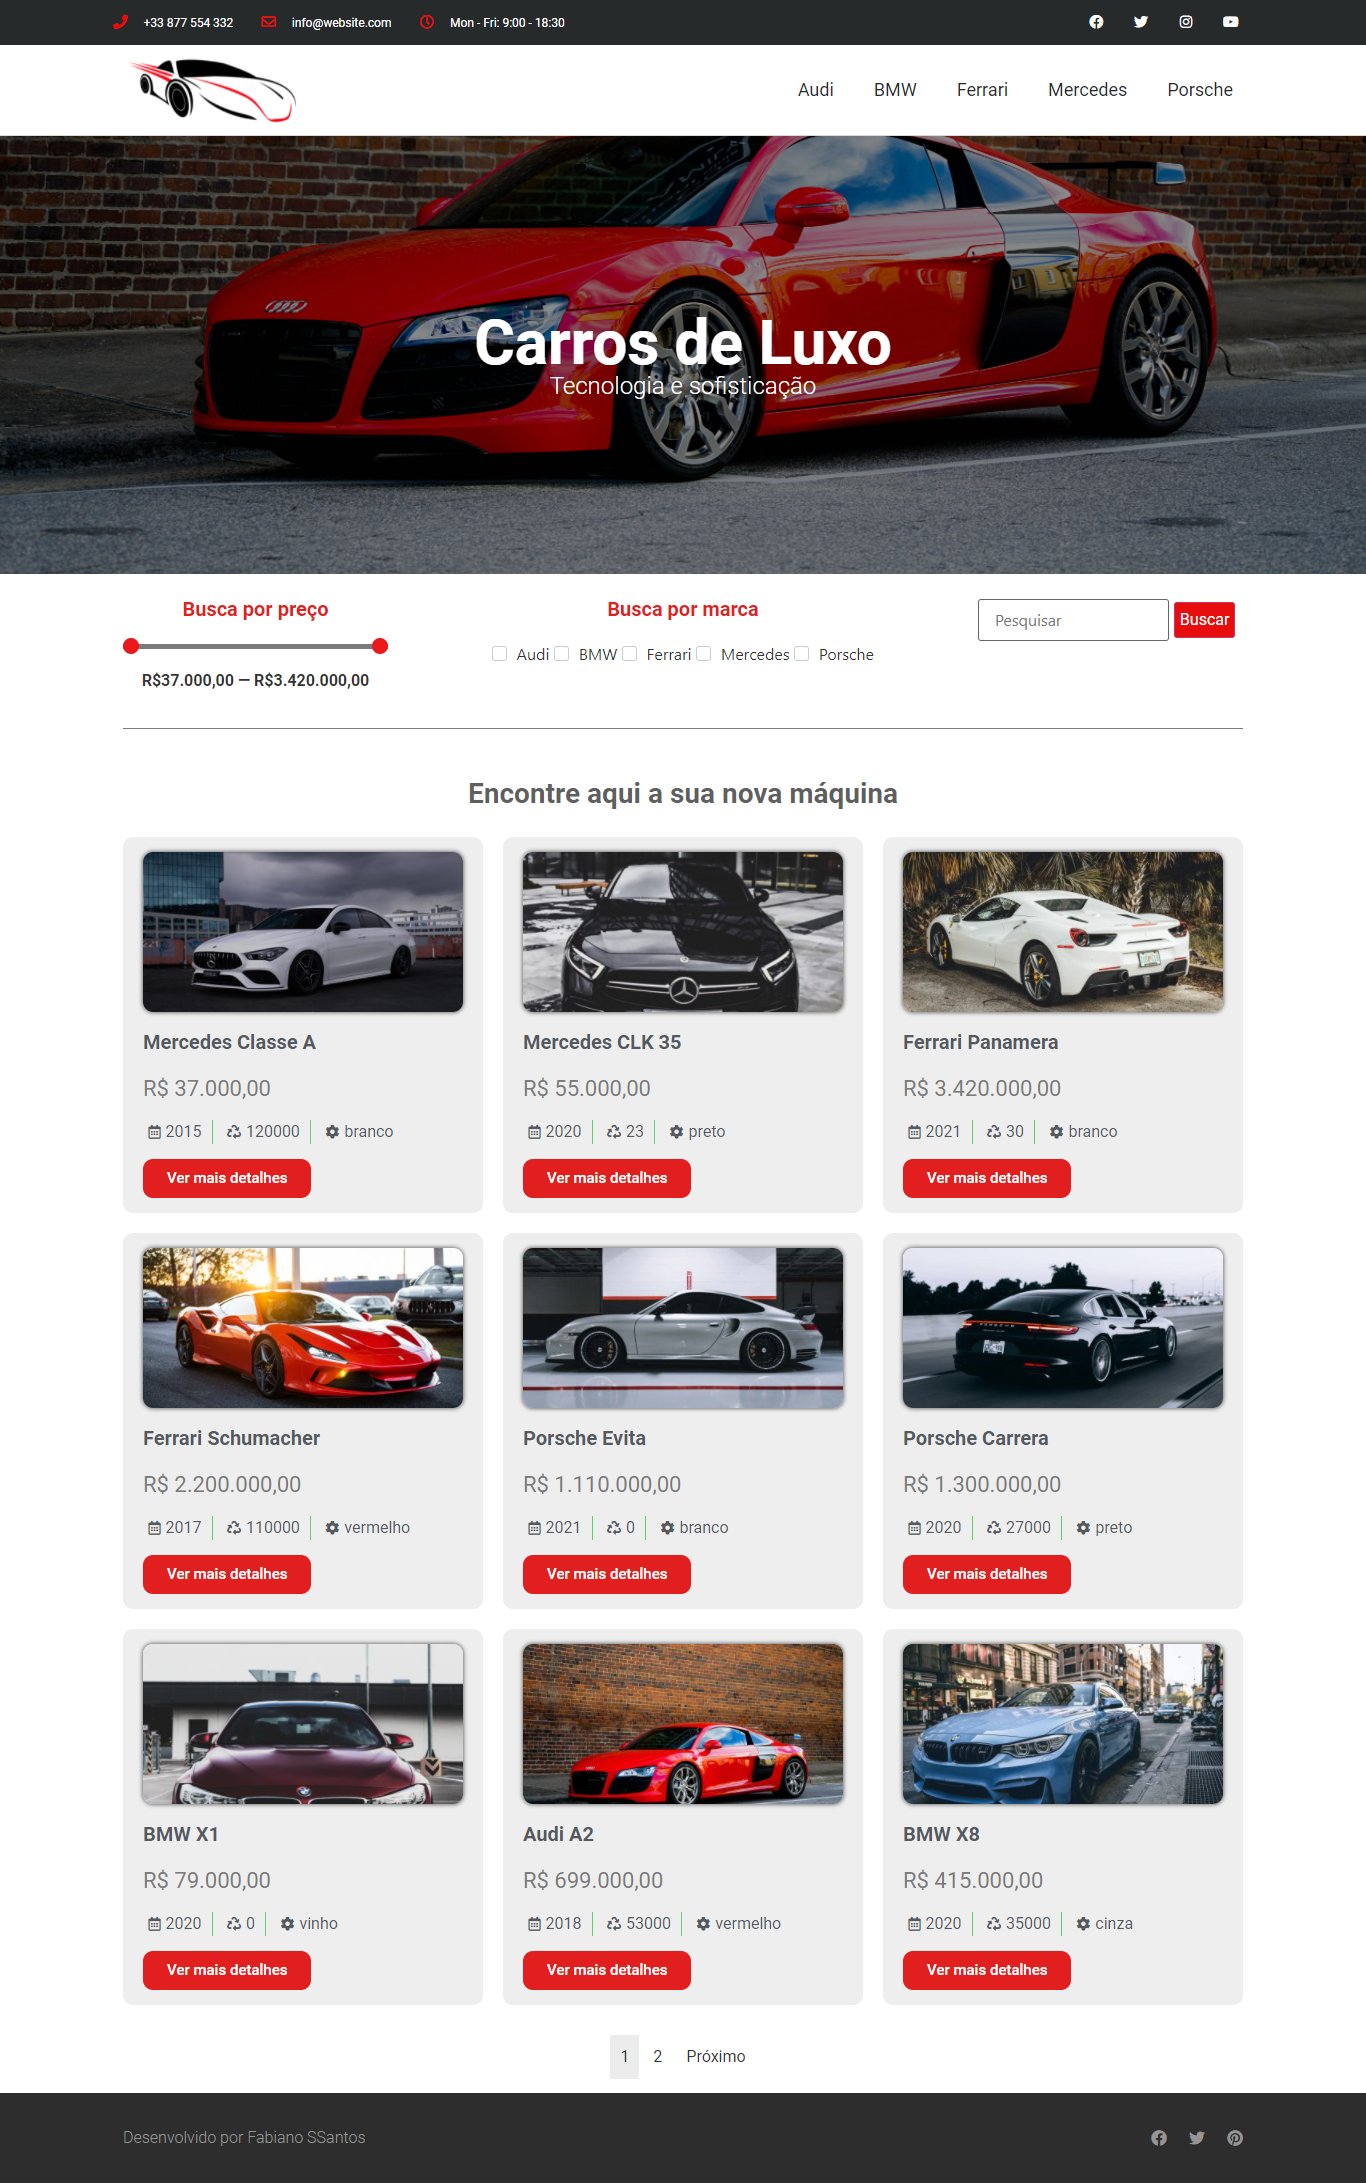 +33 877 554 332
info@website.com
Mon - Fri: 9:00 - 18:30
Audi
BMW
Ferrari
Mercedes
Porsche
Carros de Luxo
Tecnologia e sofisticação
Busca por preço
R$37.000,00 — R$3.420.000,00
Busca por marca
Audi
BMW
Ferrari
Mercedes
Porsche
Pesquisar
Buscar
Encontre aqui a sua nova máquina
Mercedes Classe A
R$ 37.000,00
2015
120000
branco
Ver mais detalhes
Mercedes CLK 35
R$ 55.000,00
2020
23
preto
Ver mais detalhes
Ferrari Panamera
R$ 3.420.000,00
2021
30
branco
Ver mais detalhes
Ferrari Schumacher
R$ 2.200.000,00
2017
110000
vermelho
Ver mais detalhes
Porsche Evita
R$ 1.110.000,00
2021
0
branco
Ver mais detalhes
Porsche Carrera
R$ 1.300.000,00
2020
27000
preto
Ver mais detalhes
BMW X1
R$ 79.000,00
2020
0
vinho
Ver mais detalhes
Audi A2
R$ 699.000,00
2018
53000
vermelho
Ver mais detalhes
BMW X8
R$ 415.000,00
2020
35000
cinza
Ver mais detalhes
1
2
Próximo
Desenvolvido por Fabiano SSantos